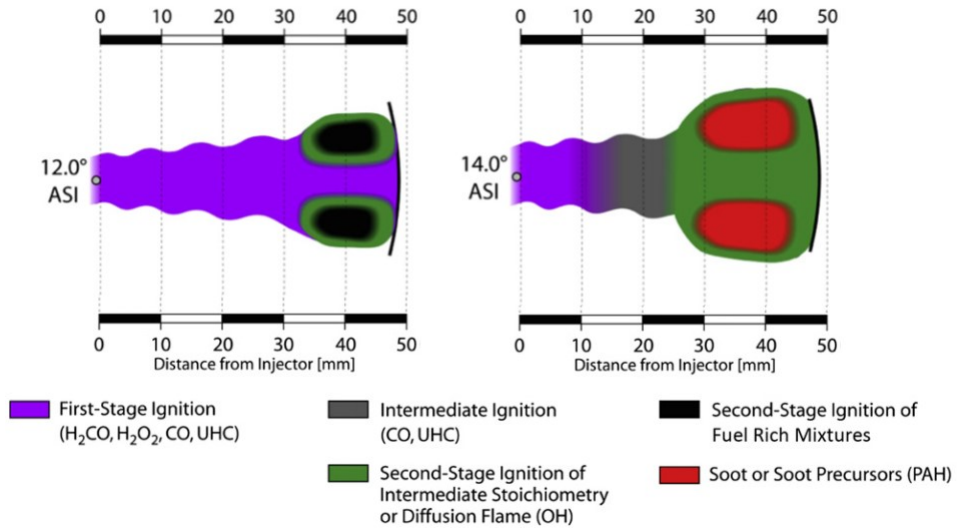 0 10 20 30 40 50
0 10 20 30 40 50
12.0°
ASI
14.0°
ASI
0 10 20 30 40 50
Distance from Injector [mm]
0 10 20 30 40 50
Distance from Injector [mm]
First-Stage Ignition
(H₂CO, H₂O₂, CO, UHC)
Intermediate Ignition
(CO, UHC)
Second-Stage Ignition of
Fuel Rich Mixtures
Second-Stage Ignition of
Intermediate Stoichiometry
or Diffusion Flame (OH)
Soot or Soot Precursors (PAH)